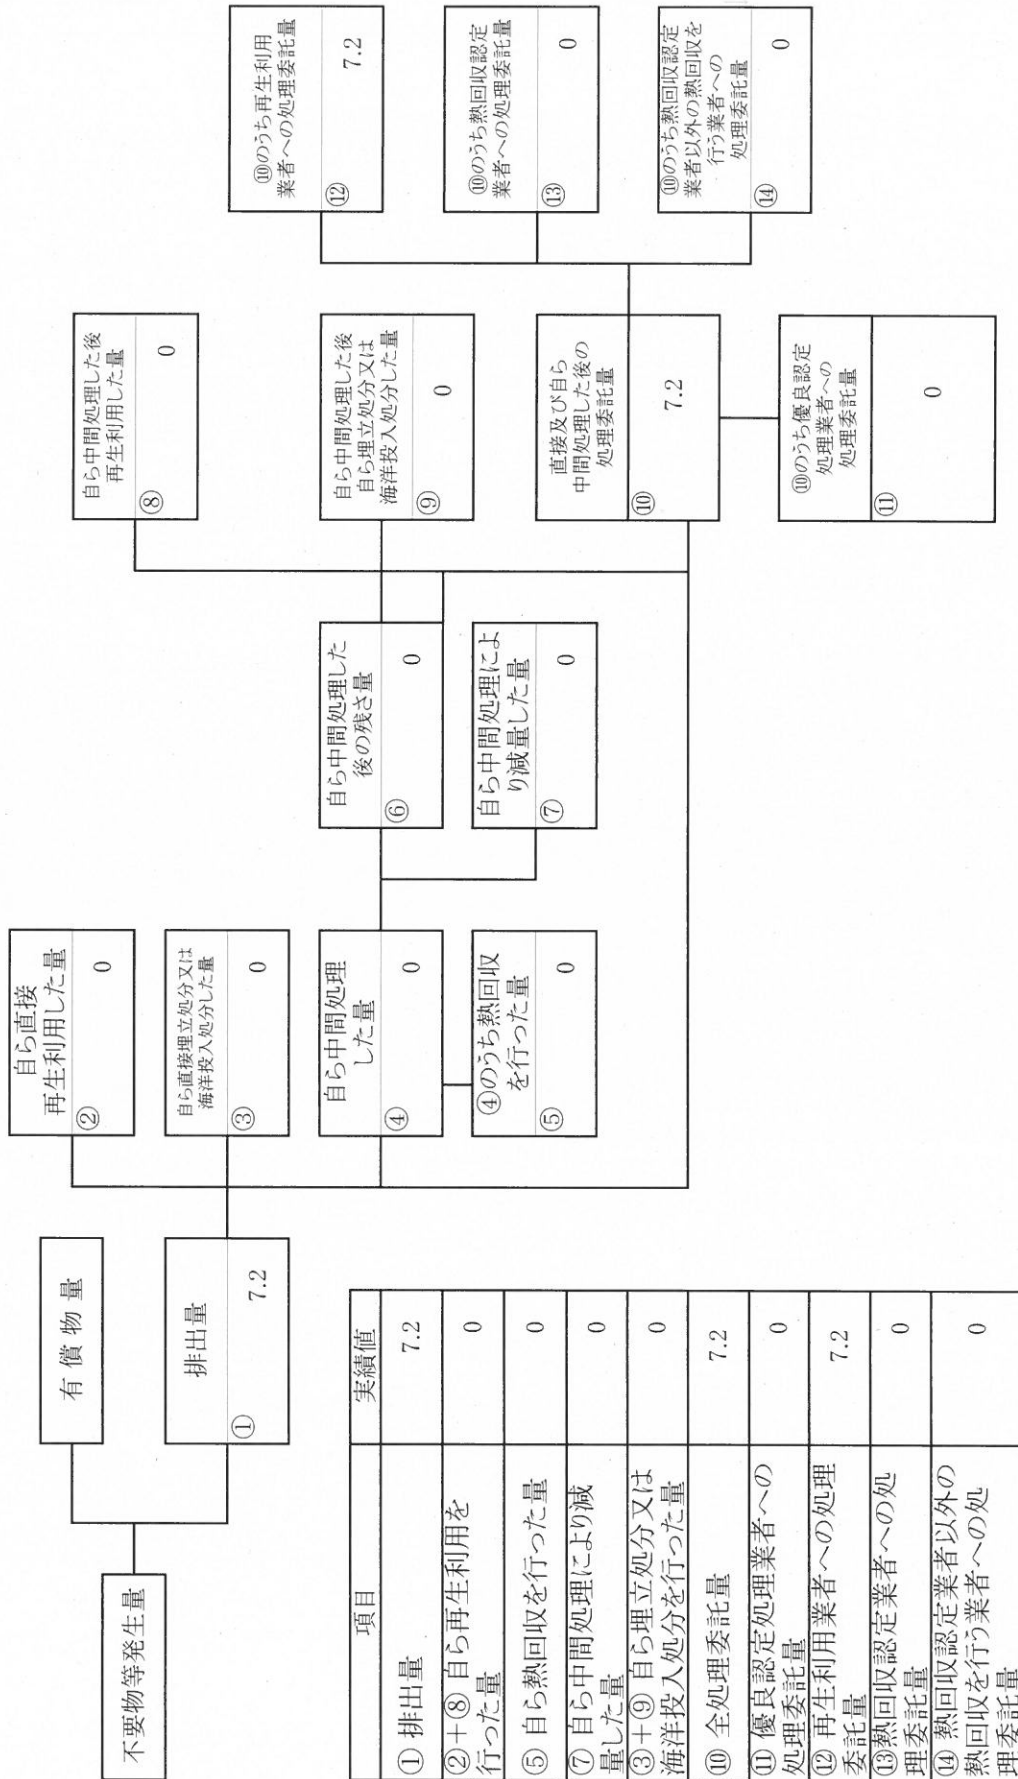 不要物等発生量
有償物量
排出量
① 7.2
自ら直接
再生利用した量
② 0
自ら直接埋立処分又は
海洋投入処分した量
③ 0
自ら中間処理
した量
④ 0
④のうち熱回収
を行った量
⑤ 0
自ら中間処理した
後の残さ量
⑥ 0
自ら中間処理によ
り減量した量
⑦ 0
自ら中間処理した後
再生利用した量
⑧ 0
自ら中間処理した後
自ら埋立処分又は
海洋投入処分した量
⑨ 0
直接及び自ら
中間処理した後の
処理委託量
⑩ 7.2
⑩のうち優良認定
処理業者への
処理委託量
⑪ 0
⑩のうち再生利用
業者への処理委託量
⑫ 7.2
⑩のうち熱回収認定
業者への処理委託量
⑬ 0
⑩のうち熱回収認定
業者以外の熱回収を
行う業者への
処理委託量
⑭ 0
項目 実績値
① 排出量 7.2
②+⑧ 自ら再生利用を
行った量 0
⑤ 自ら熱回収を行った量 0
⑦ 自ら中間処理により減
量した量 0
③+⑨ 自ら埋立処分又は
海洋投入処分を行った量 0
⑩ 全処理委託量 7.2
⑪ 優良認定処理業者への
処理委託量 0
⑫ 再生利用業者への処理
委託量 7.2
⑬熱回収認定業者への処
理委託量 0
⑭ 熱回収認定業者以外の
熱回収を行う業者への処
理委託量 0